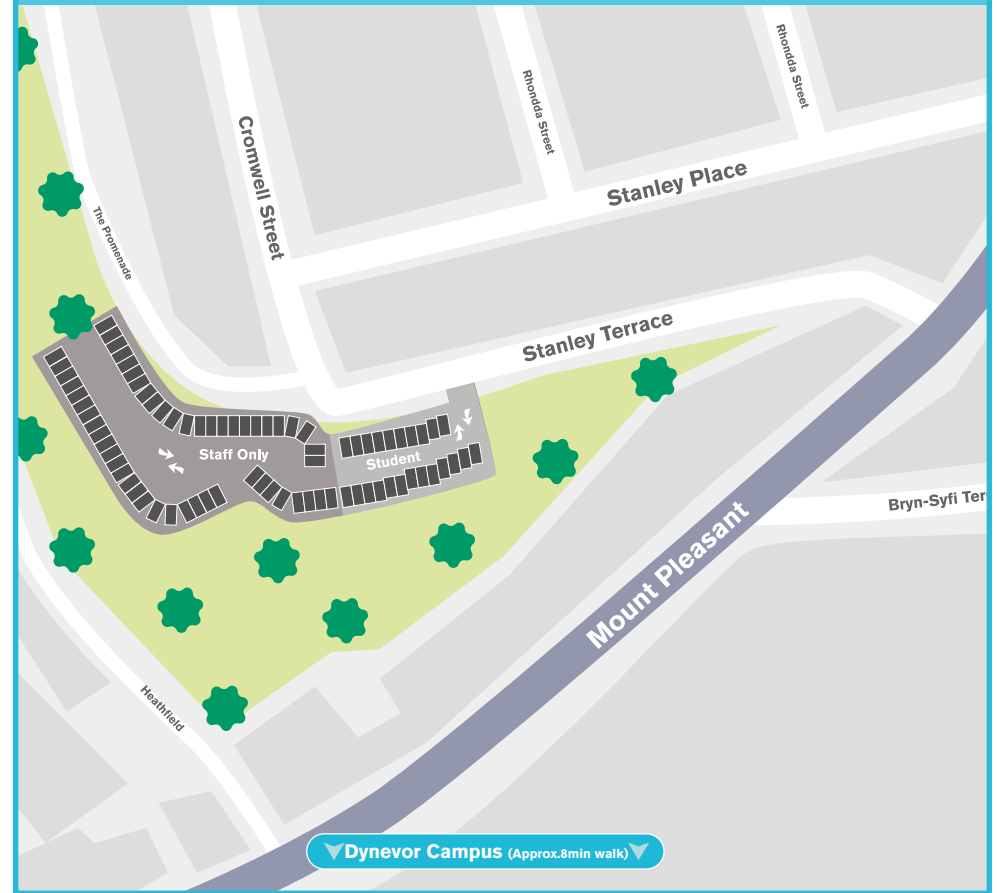 Rhondda Street
Rhondda Street
Cromwell Street
Stanley Place
The Promenade
Stanley Terrace
Staff Only
Student
Bryn-Syfi Ter
Mount Pleasant
Heathfield
Dynevor Campus (Approx.8min walk)